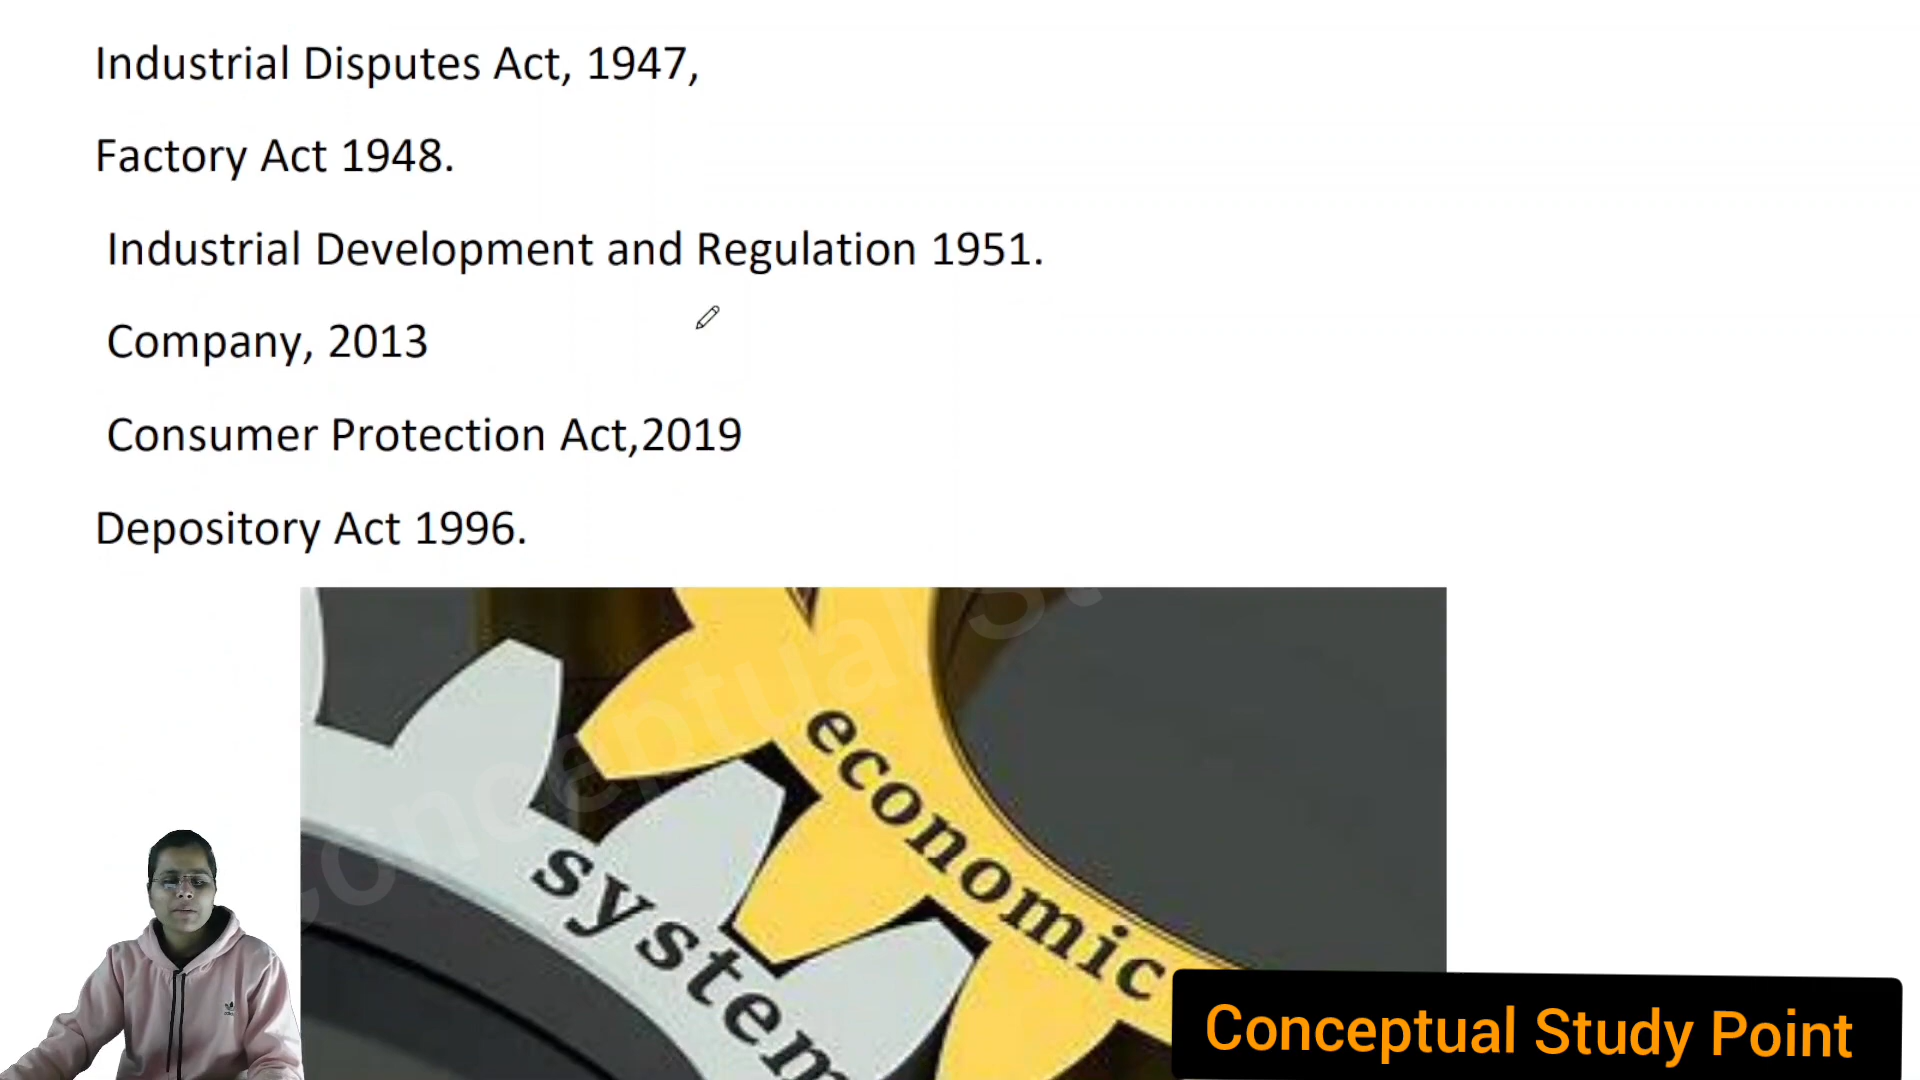 Industrial Disputes Act, 1947,
Factory Act 1948.
Industrial Development and Regulation 1951.
Company, 2013
Consumer Protection Act,2019
Depository Act 1996.
economic
system
Conceptual Study Point